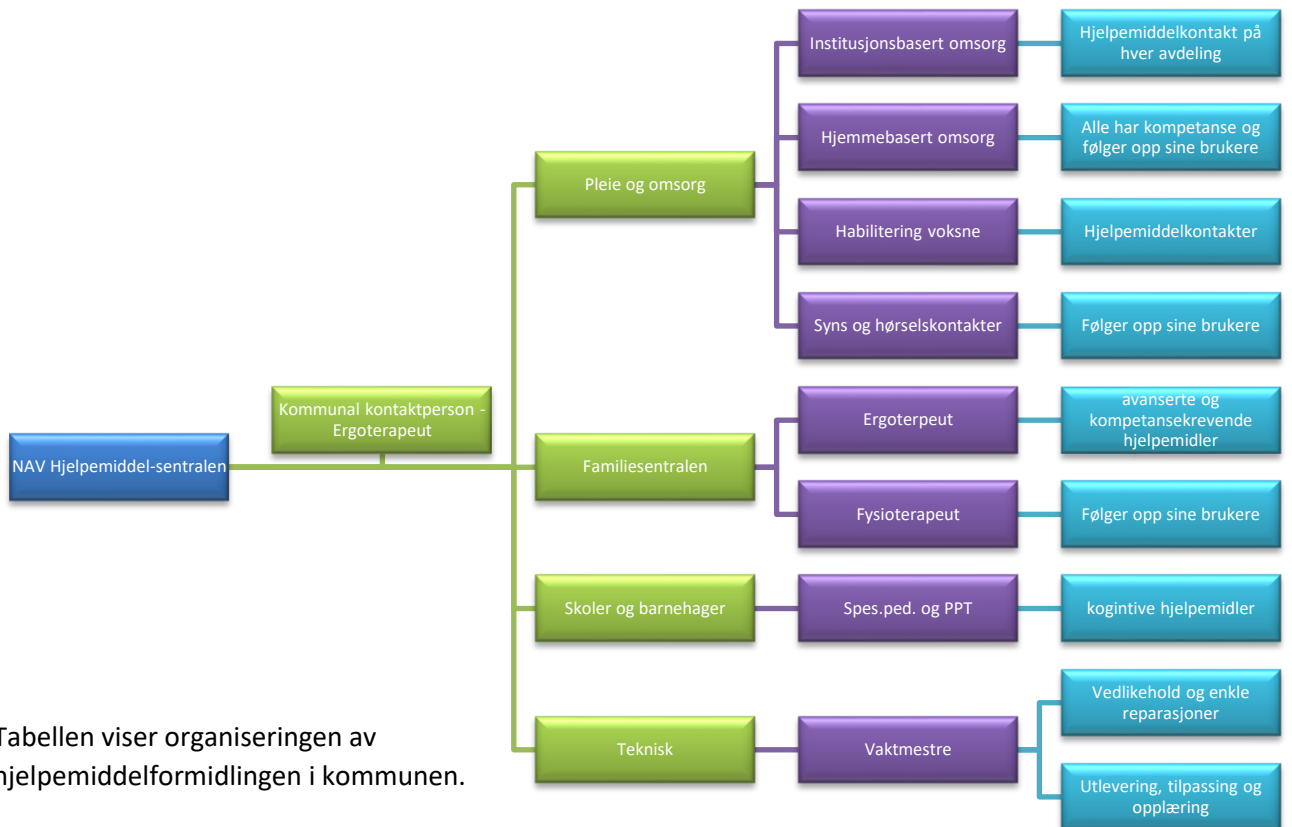 Institusjonsbasert omsorg
Hjelpemiddelkontakt på
hver avdeling
Hjemmebasert omsorg
Alle har kompetanse og
følger opp sine brukere
Pleie og omsorg
Habilitering voksne
Hjelpemiddelkontakter
Syns og hørselskontakter
Følger opp sine brukere
Kommunal kontaktperson -
Ergoterapeut
NAV Hjelpemiddel-sentralen
Familiesentralen
Ergoterpeut
avanserte og
kompetansekrevende
hjelpemidler
Fysioterapeut
Følger opp sine brukere
Skoler og barnehager
Spes.ped. og PPT
kogintive hjelpemidler
Teknisk
Vaktmestre
Vedlikehold og enkle
reparasjoner
Utlevering, tilpassing og
opplæring
Tabellen viser organiseringen av
hjelpemiddelformidlingen i kommunen.